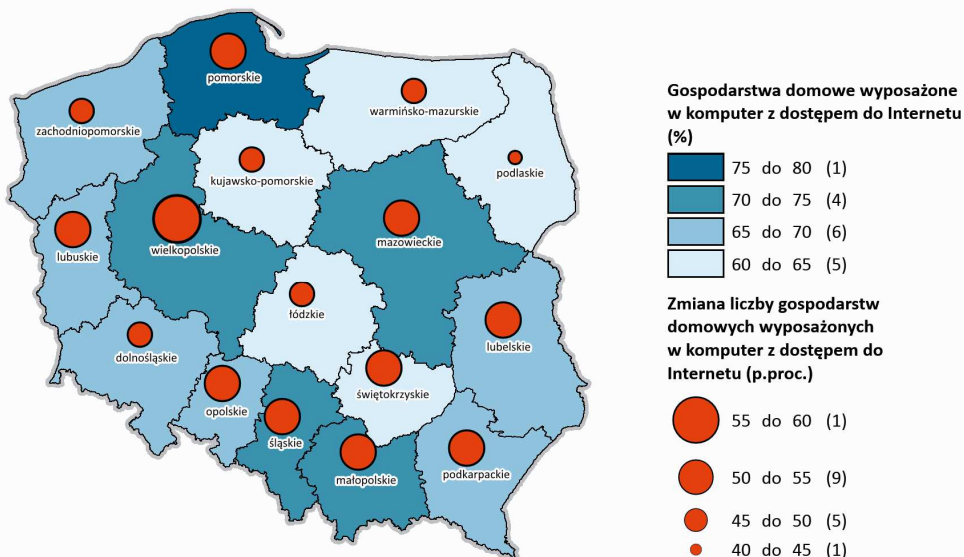 pomorskie
warmińsko-mazurskie
zachodniopomorskie
podlaskie
kujawsko-pomorskie
mazowieckie
wielkopolskie
lubuskie
łódzkie
lubelskie
dolnośląskie
świętokrzyskie
opolskie
śląskie
podkarpackie
małopolskie
Gospodarstwa domowe wyposażone
w komputer z dostępem do Internetu
(%)
75 do 80 (1)
70 do 75 (4)
65 do 70 (6)
60 do 65 (5)
Zmiana liczby gospodarstw
domowych wyposażonych
w komputer z dostępem do
Internetu (p.proc.)
55 do 60 (1)
50 do 55 (9)
45 do 50 (5)
40 do 45 (1)